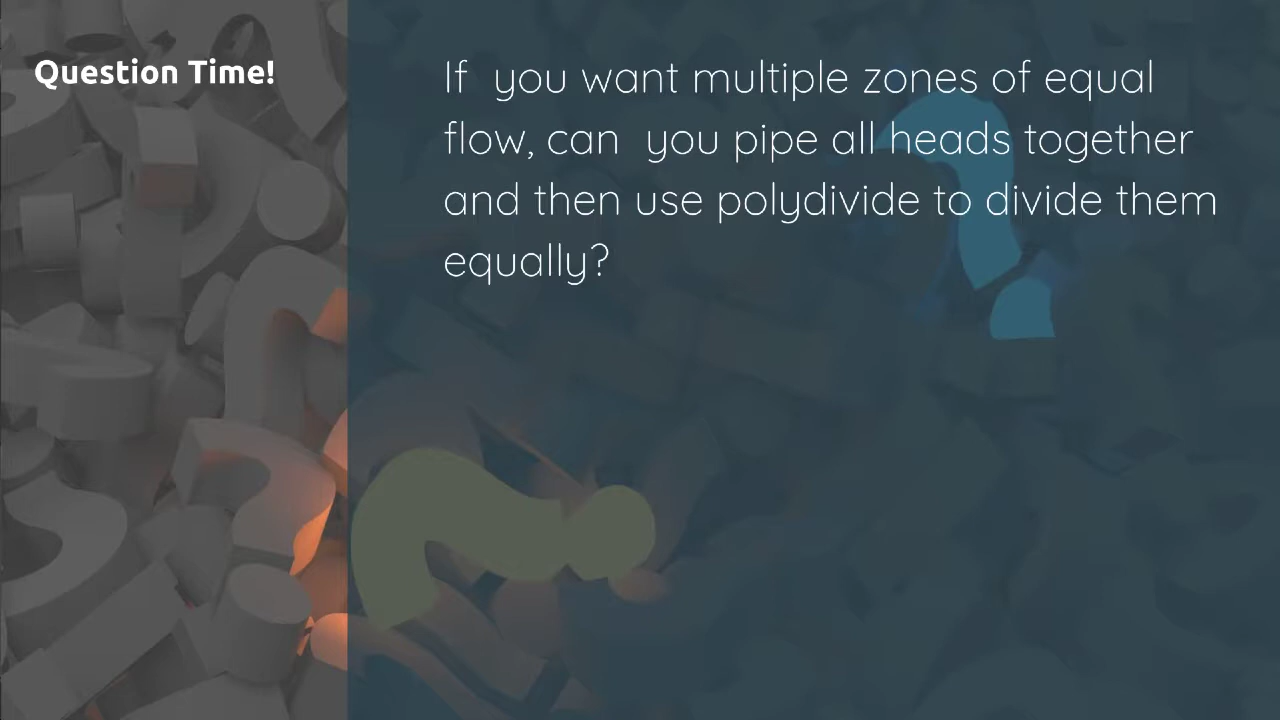 Question Time!
If  you want multiple zones of equal
flow, can  you pipe all heads together
and then use polydivide to divide them
equally?